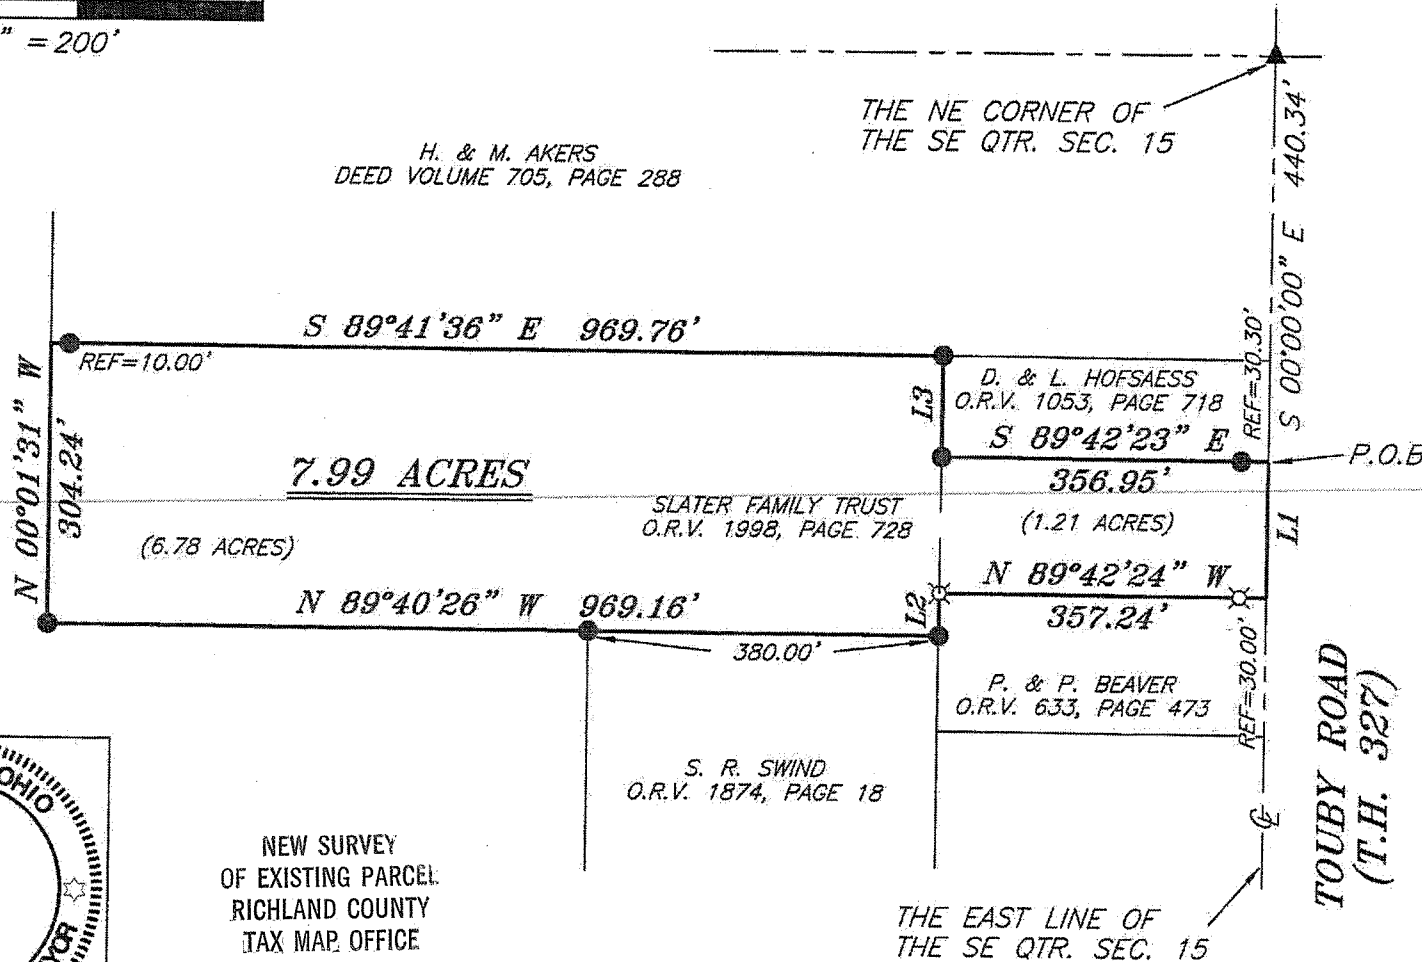 " = 200'
THE NE CORNER OF
THE SE QTR. SEC. 15
S 00°00'00" E 440.34'
H. & M. AKERS
DEED VOLUME 705, PAGE 288
S 89°41'36" E 969.76'
REF=10.00'
N 00°01'31" W
304.24'
L3
D. & L. HOFSAESS
O.R.V. 1053, PAGE 718
REF=30.30'
S 89°42'23" E
356.95'
P.O.B
7.99 ACRES
SLATER FAMILY TRUST
O.R.V. 1998, PAGE 728
(1.21 ACRES)
L1
(6.78 ACRES)
N 89°42'24" W
357.24'
L2
N 89°40'26" W 969.16'
380.00'
REF=30.00'
P. & P. BEAVER
O.R.V. 633, PAGE 473
S. R. SWIND
O.R.V. 1874, PAGE 18
TOUBY ROAD
(T.H. 327)
℄
OHIO
YOR
NEW SURVEY
OF EXISTING PARCEL
RICHLAND COUNTY
TAX MAP OFFICE
THE EAST LINE OF
THE SE QTR. SEC. 15